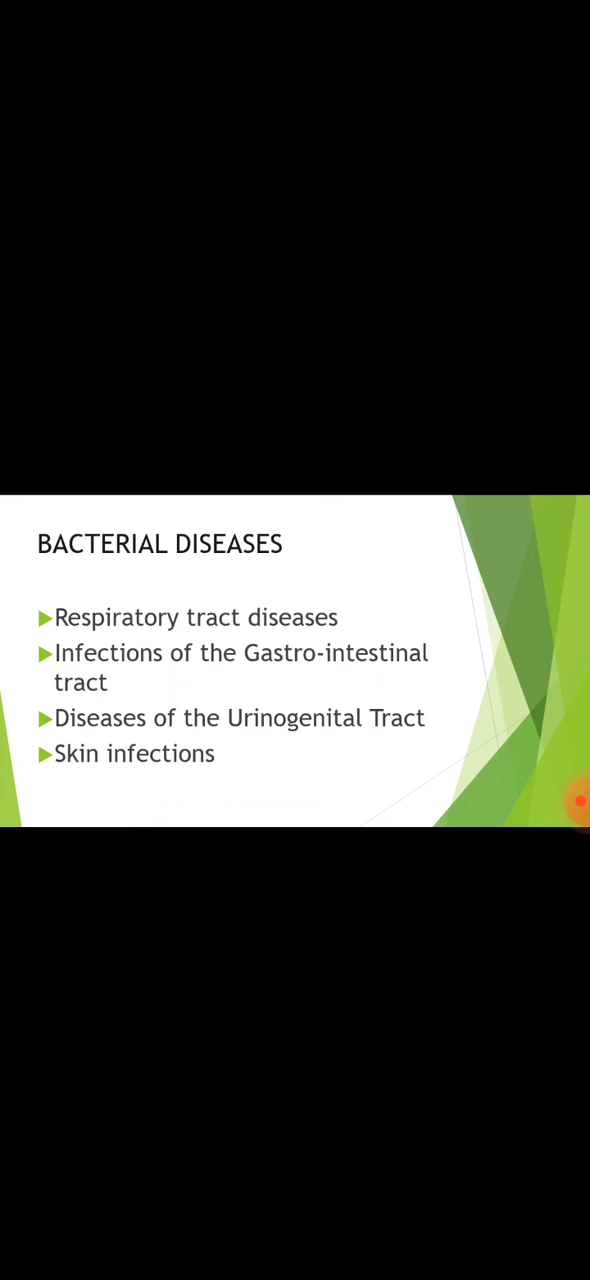 BACTERIAL DISEASES
Respiratory tract diseases
Infections of the Gastro-intestinal
tract
Diseases of the Urinogenital Tract
Skin infections